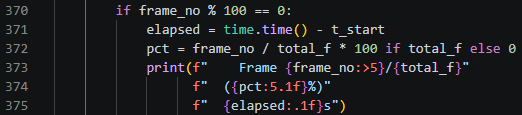 370 if frame_no % 100 == 0:
371 elapsed = time.time() - t_start
372 pct = frame_no / total_f * 100 if total_f else 0
373 print(f"   Frame {frame_no:>5}/{total_f}"
374 f"  ({pct:5.1f}%)"
375 f"  {elapsed:.1f}s")